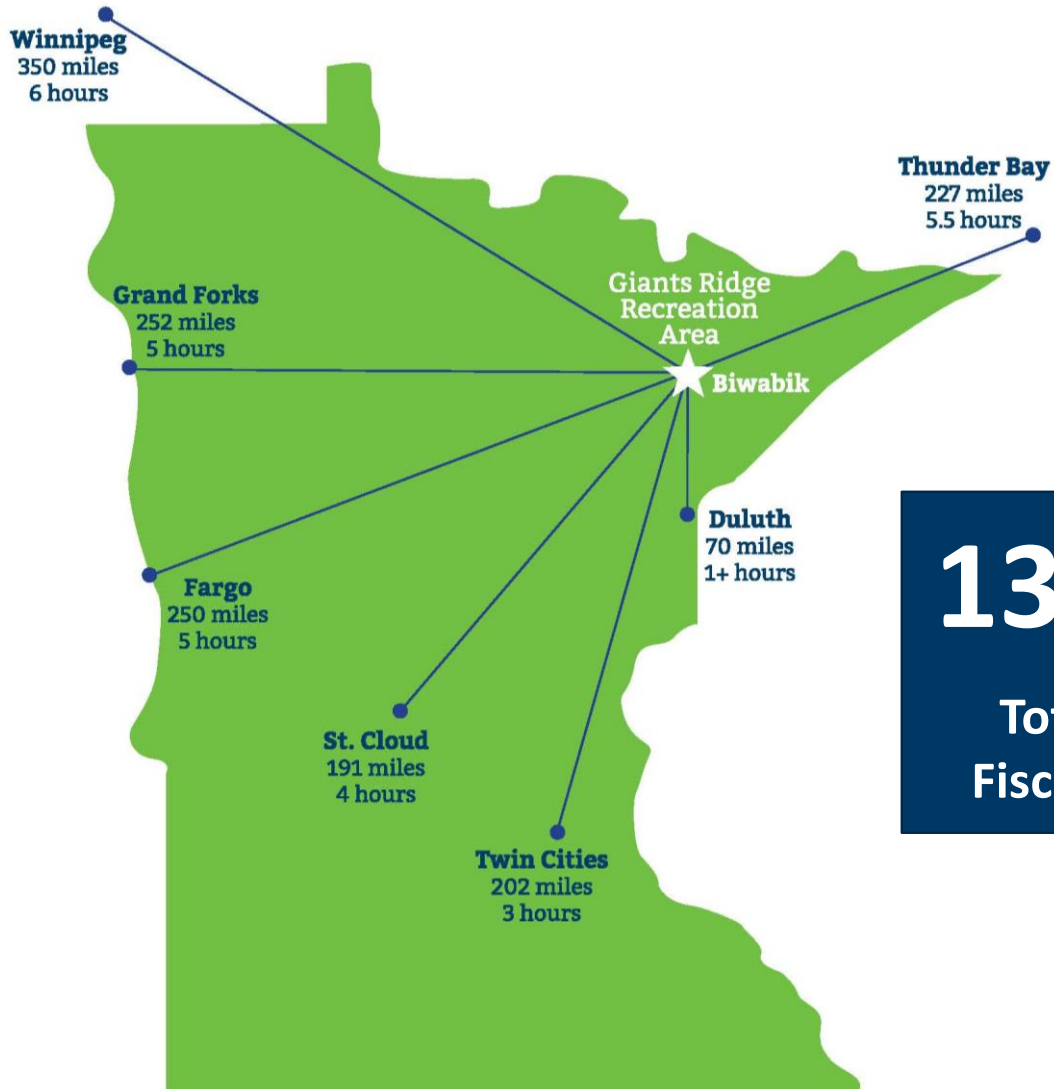 Winnipeg
350 miles
6 hours
Thunder Bay
227 miles
5.5 hours
Giants Ridge
Recreation
Area
Biwabik
Grand Forks
252 miles
5 hours
Duluth
70 miles
1+ hours
Fargo
250 miles
5 hours
St. Cloud
191 miles
4 hours
Twin Cities
202 miles
3 hours
13